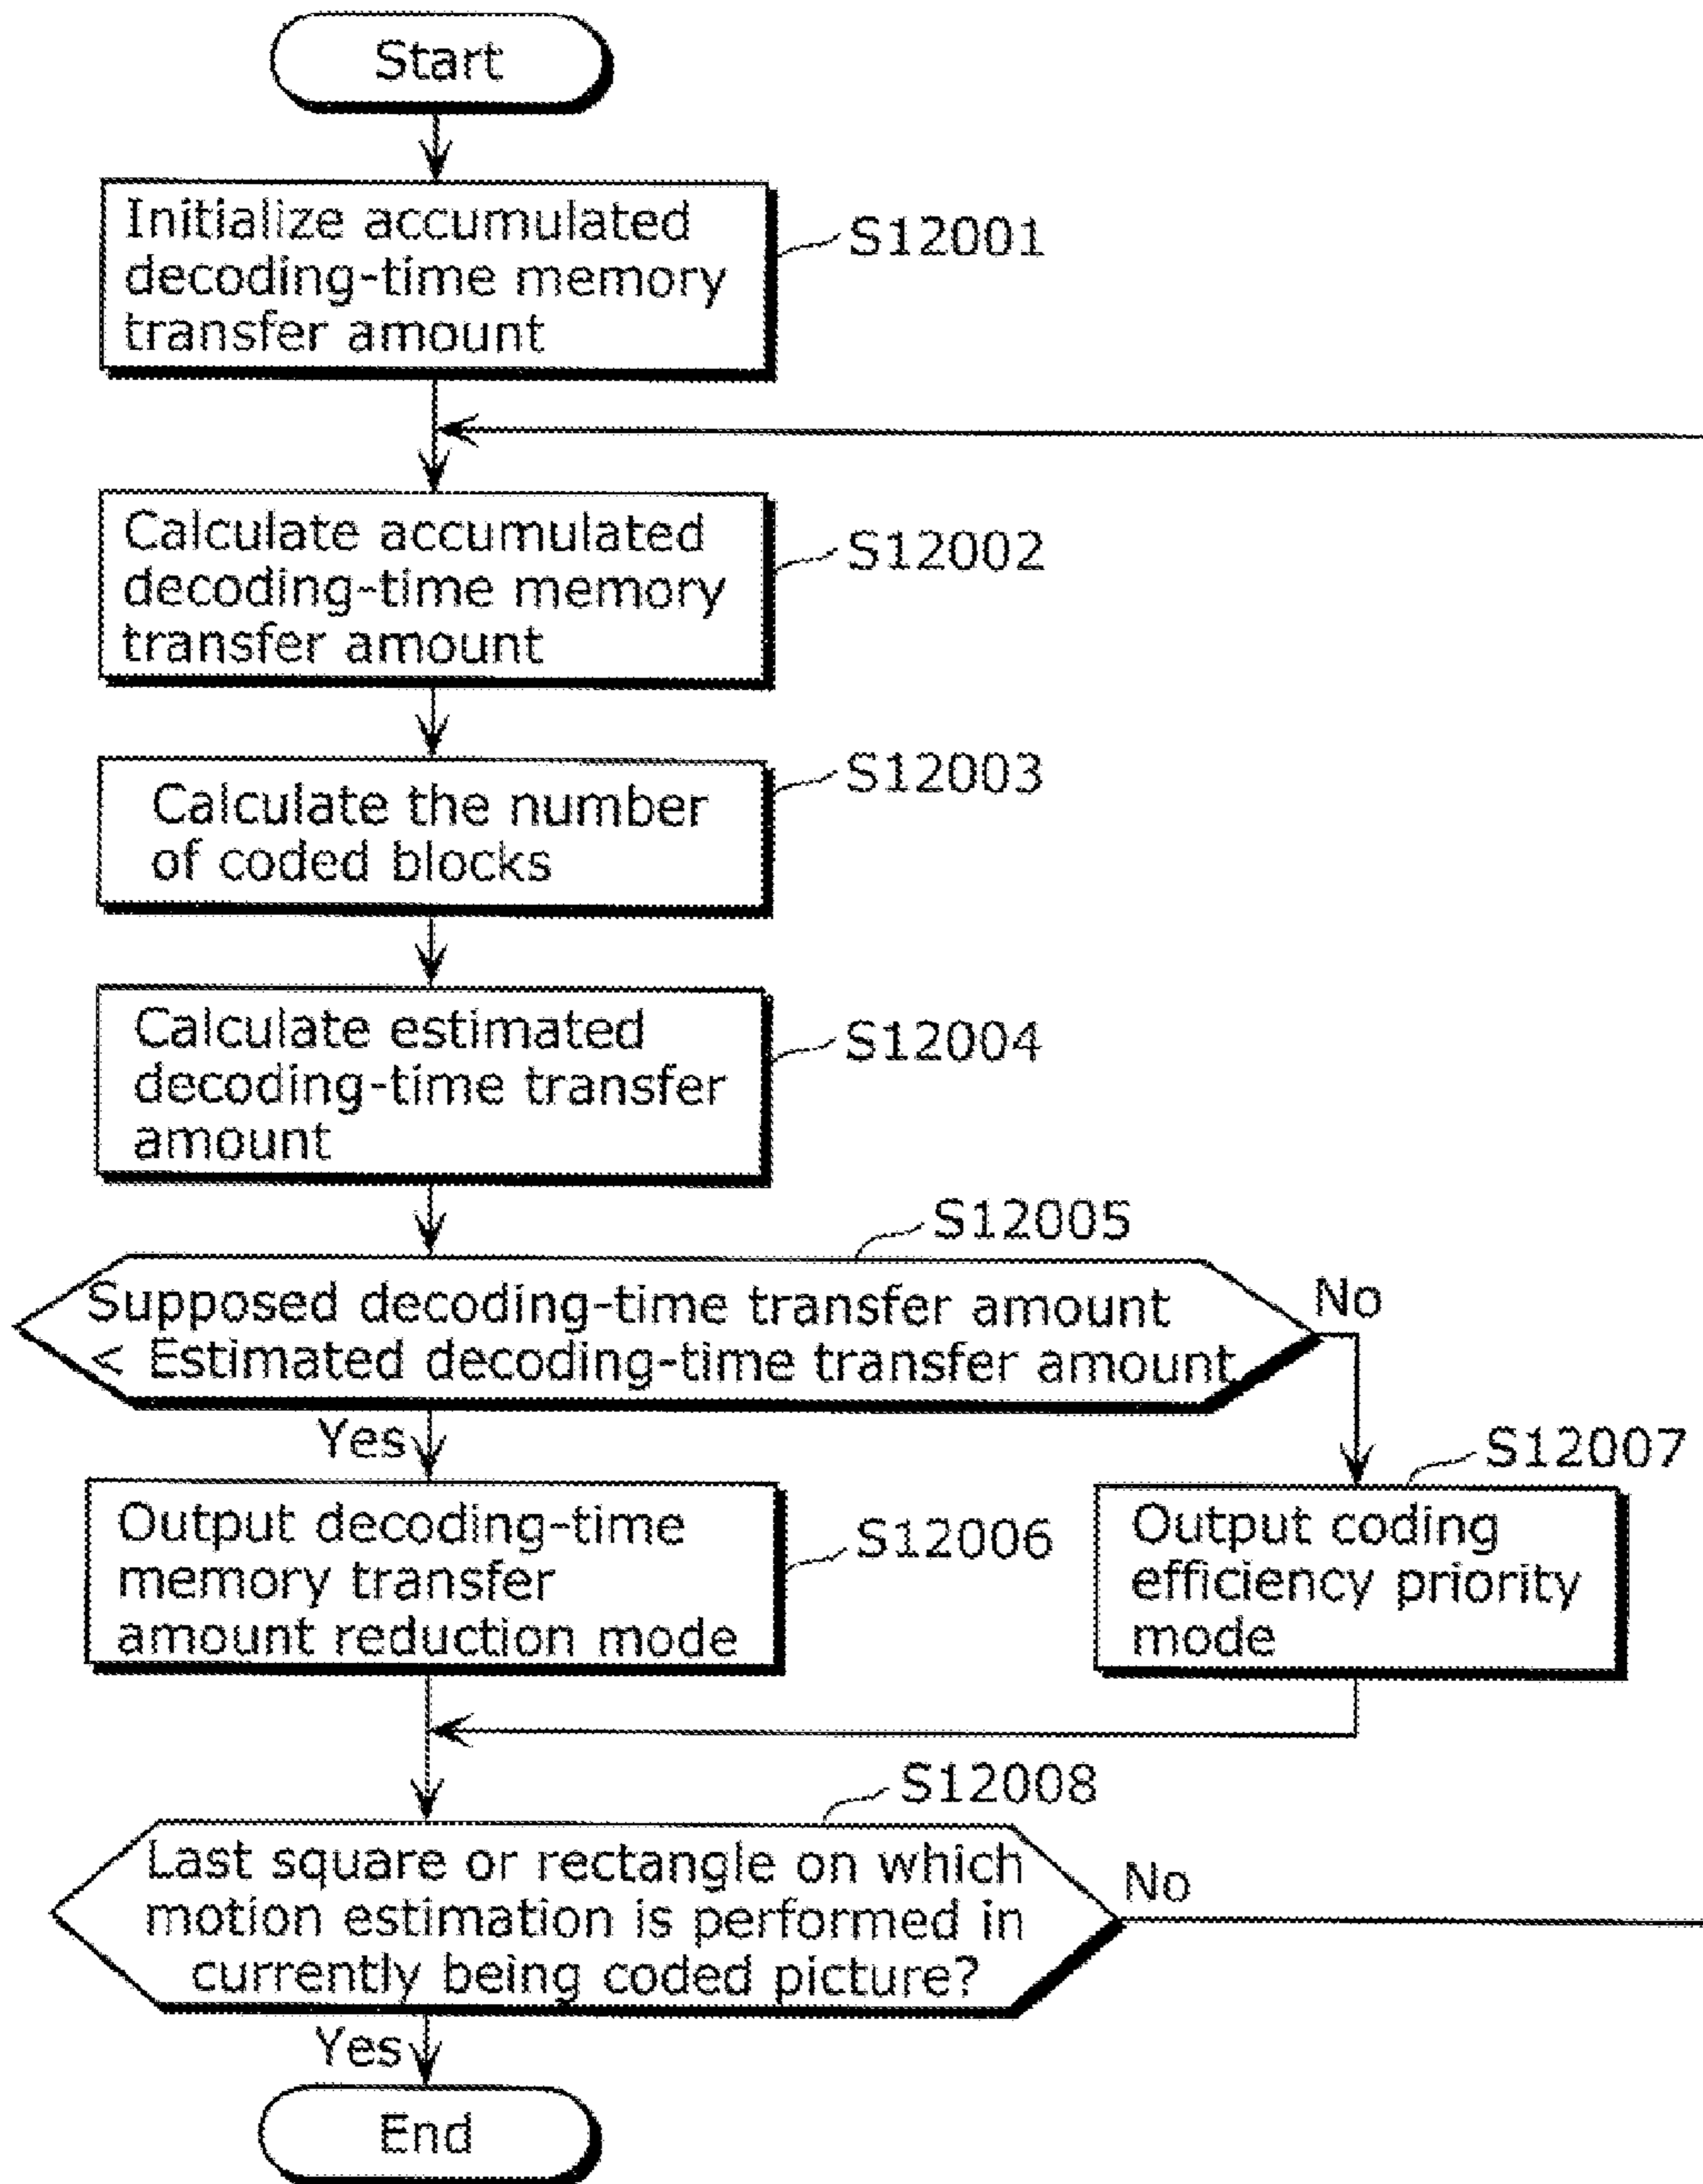 Start
Initialize accumulated
decoding-time memory
transfer amount
S12001
Calculate accumulated
decoding-time memory
transfer amount
S12002
Calculate the number
of coded blocks
S12003
Calculate estimated
decoding-time transfer
amount
S12004
S12005
Supposed decoding-time transfer amount
< Estimated decoding-time transfer amount
No
Yes
S12007
Output decoding-time
memory transfer
amount reduction mode
S12006
Output coding
efficiency priority
mode
S12008
Last square or rectangle on which
motion estimation is performed in
currently being coded picture?
No
Yes
End